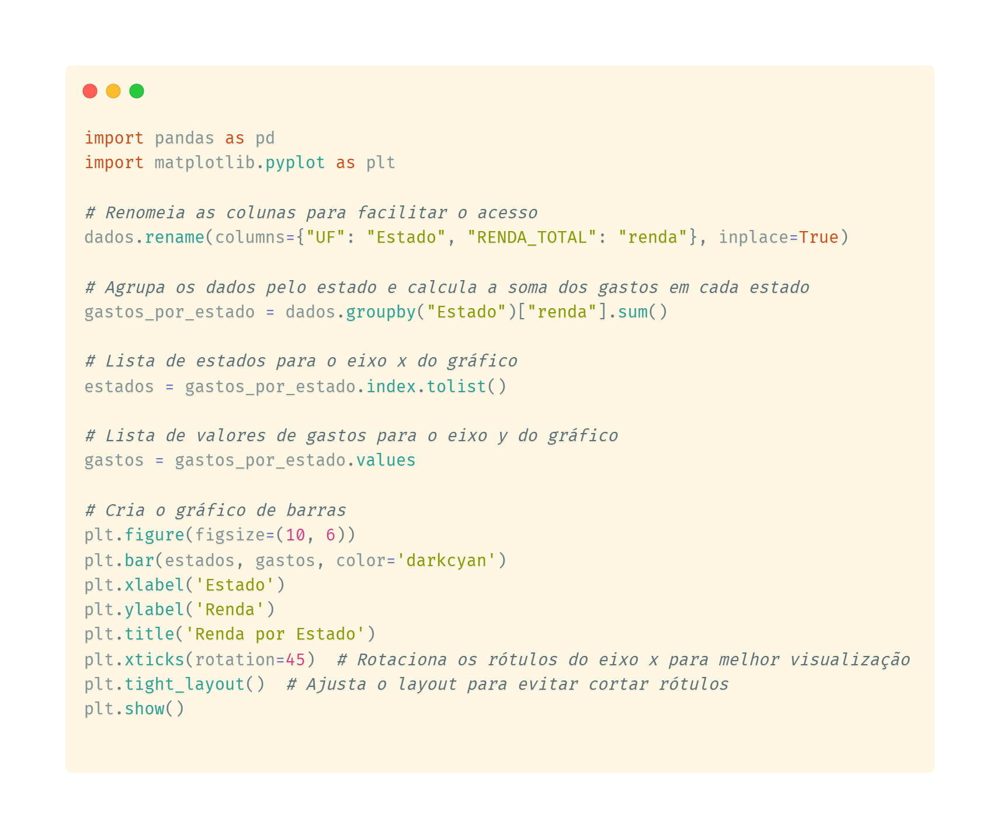 import pandas as pd
import matplotlib.pyplot as plt

# Renomeia as colunas para facilitar o acesso
dados.rename(columns={"UF": "Estado", "RENDA_TOTAL": "renda"}, inplace=True)

# Agrupa os dados pelo estado e calcula a soma dos gastos em cada estado
gastos_por_estado = dados.groupby("Estado")["renda"].sum()

# Lista de estados para o eixo x do gráfico
estados = gastos_por_estado.index.tolist()

# Lista de valores de gastos para o eixo y do gráfico
gastos = gastos_por_estado.values

# Cria o gráfico de barras
plt.figure(figsize=(10, 6))
plt.bar(estados, gastos, color='darkcyan')
plt.xlabel('Estado')
plt.ylabel('Renda')
plt.title('Renda por Estado')
plt.xticks(rotation=45)  # Rotaciona os rótulos do eixo x para melhor visualização
plt.tight_layout()  # Ajusta o layout para evitar cortar rótulos
plt.show()